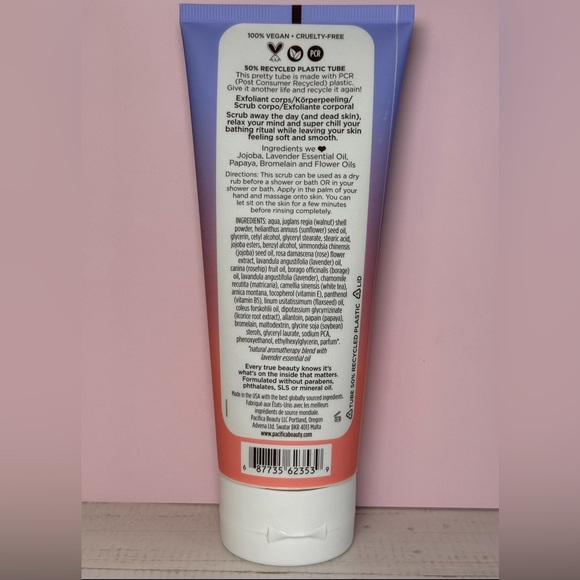 100% VEGAN • CRUELTY-FREE
PCR
50% RECYCLED PLASTIC TUBE
This pretty tube is made with PCR
(Post Consumer Recycled) plastic.
Give it another life and recycle it again!
Exfoliant corps/Körperpeeling/
Scrub corpo/Exfoliante corporal
Scrub away the day (and dead skin),
relax your mind and super chill your
bathing ritual while leaving your skin
feeling soft and smooth.
Ingredients we ❤
Jojoba, Lavender Essential Oil,
Papaya, Bromelain and Flower Oils
Directions: This scrub can be used as a dry
rub before a shower or bath OR in your
shower or bath. Apply in the palm of your
hand and massage onto skin. You can
let sit on the skin for a few minutes
before rinsing completely.
INGREDIENTS: aqua, juglans regia (walnut) shell
powder, helianthus annuus (sunflower) seed oil,
glycerin, cetyl alcohol, glyceryl stearate, stearic acid,
jojoba esters, benzyl alcohol, simmondsia chinensis
(jojoba) seed oil, rosa damascena (rose) flower
extract, lavandula angustifolia (lavender) oil,
canina (rosehip) fruit oil, borago officinalis (borage)
oil, lavandula angustifolia (lavender), chamomile
recutita (matricaria), camellia sinensis (white tea),
arnica montana, tocopherol (vitamin E), panthenol
(vitamin B5), linum usitatissimum (flaxseed) oil,
coleus forskohlii oil, dipotassium glycyrrizinate
(licorice root extract), allantoin, papain (papaya),
bromelain, maltodextrin, glycine soja (soybean)
sterols, glyceryl laurate, sodium PCA,
phenoxyethanol, ethylhexylglycerin, parfum*.
*natural aromatherapy blend with
lavender essential oil
Every true beauty knows it's
what's on the inside that matters.
Formulated without parabens,
phthalates, SLS or mineral oil.
Made in the USA with the best globally sourced ingredients.
Fabriqué aux États-Unis avec les meilleurs
ingrédients de source mondiale.
Pacifica Beauty LLC Portland, Oregon
Advena Ltd. Swatar BKR 4013 Malta
www.pacificabeauty.com
TUBE 50% RECYCLED PLASTIC
LID
6 87735 62353 9